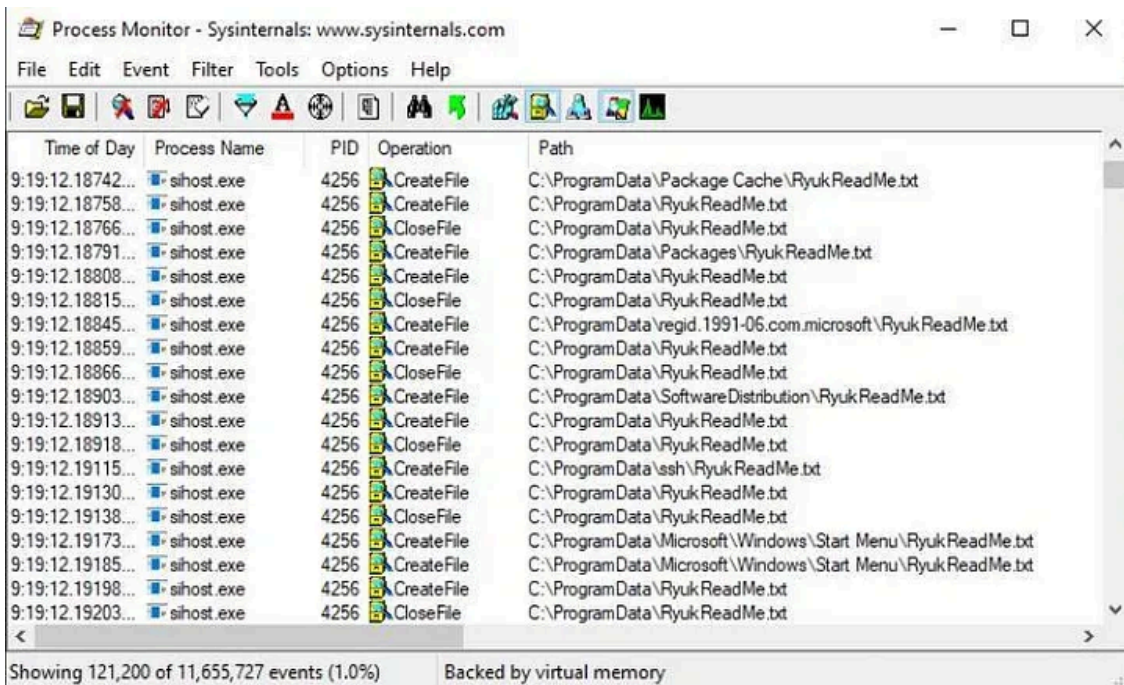 Process Monitor - Sysinternals: www.sysinternals.com
File Edit Event Filter Tools Options Help
Time of Day Process Name PID Operation Path
9:19:12.18742... sihost.exe 4256 CreateFile C:\ProgramData\Package Cache\RyukReadMe.txt
9:19:12.18758... sihost.exe 4256 CreateFile C:\ProgramData\RyukReadMe.txt
9:19:12.18766... sihost.exe 4256 CloseFile C:\ProgramData\RyukReadMe.txt
9:19:12.18791... sihost.exe 4256 CreateFile C:\ProgramData\Packages\RyukReadMe.txt
9:19:12.18808... sihost.exe 4256 CreateFile C:\ProgramData\RyukReadMe.txt
9:19:12.18815... sihost.exe 4256 CloseFile C:\ProgramData\RyukReadMe.txt
9:19:12.18845... sihost.exe 4256 CreateFile C:\ProgramData\regid.1991-06.com.microsoft\RyukReadMe.txt
9:19:12.18859... sihost.exe 4256 CreateFile C:\ProgramData\RyukReadMe.txt
9:19:12.18866... sihost.exe 4256 CloseFile C:\ProgramData\RyukReadMe.txt
9:19:12.18903... sihost.exe 4256 CreateFile C:\ProgramData\SoftwareDistribution\RyukReadMe.txt
9:19:12.18913... sihost.exe 4256 CreateFile C:\ProgramData\RyukReadMe.txt
9:19:12.18918... sihost.exe 4256 CloseFile C:\ProgramData\RyukReadMe.txt
9:19:12.19115... sihost.exe 4256 CreateFile C:\ProgramData\ssh\RyukReadMe.txt
9:19:12.19130... sihost.exe 4256 CreateFile C:\ProgramData\RyukReadMe.txt
9:19:12.19138... sihost.exe 4256 CloseFile C:\ProgramData\RyukReadMe.txt
9:19:12.19173... sihost.exe 4256 CreateFile C:\ProgramData\Microsoft\Windows\Start Menu\RyukReadMe.txt
9:19:12.19185... sihost.exe 4256 CreateFile C:\ProgramData\Microsoft\Windows\Start Menu\RyukReadMe.txt
9:19:12.19198... sihost.exe 4256 CreateFile C:\ProgramData\RyukReadMe.txt
9:19:12.19203... sihost.exe 4256 CloseFile C:\ProgramData\RyukReadMe.txt
Showing 121,200 of 11,655,727 events (1.0%) Backed by virtual memory